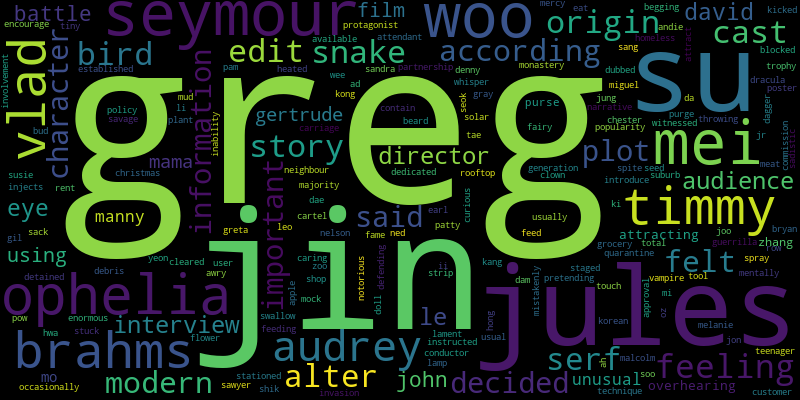 battle
seymour
film
protagonist
woo
origin
david
begging
mercy
eat
kicked
encourage
tiny
attendant
available
landie
homeless
vlad
character
bird
edit
snake
according
cast
sang
attract
established
pam
heated
sandra
partnership
denny
monastery
dubbed
miguel
blocked
trophy
involvement
greg
information
wee
ad
kong
whisper
gray
su
da
dracula
poster
policy
savage
mud
li
plant
contain
beard
seok
solar
purse
jung
narrative
purge
throwing
dagger
bud
gertrude
carriage
tae
fairy
chester
witnessed
jr
mei
popularity
commission
sadistic
inability
story
director
plot
susie
injects
mama
neighbour
majority
dedicated
rooftop
generation
clown
spite
seed
suburb
meat
audience
christmas
rent
important
dae
cartel
earl
curious
usually
introduce
eye
manny
said
timmy
sack
greta
leo
nelson
fame
ned
patty
feed
ki
bryan
gil
jin
using
yeon
cleared
user
caring
zoo
notorious
defending
kang
staged
attracting
total
joo
guerrilla
zhang
row
detained
debris
awry
shop
strip
ii
dam
pretending
grocery
quarantine
spray
mentally
ophelia
apple
mock
doll
jules
mistakenly
touch
felt
vampire
tool
pow
enormous
swallow
le
lament
instructed
hong
korean
approval
mi
oz
melanie
interview
hwa
stuck
flower
feeding
conductor
usual
jon
brahms
audrey
lamp
serf
malcolm
feeling
teenager
mo
modern
stationed
alter
john
decided
unusual
soo
overhearing
occasionally
sawyer
shik
invasion
technique
customer